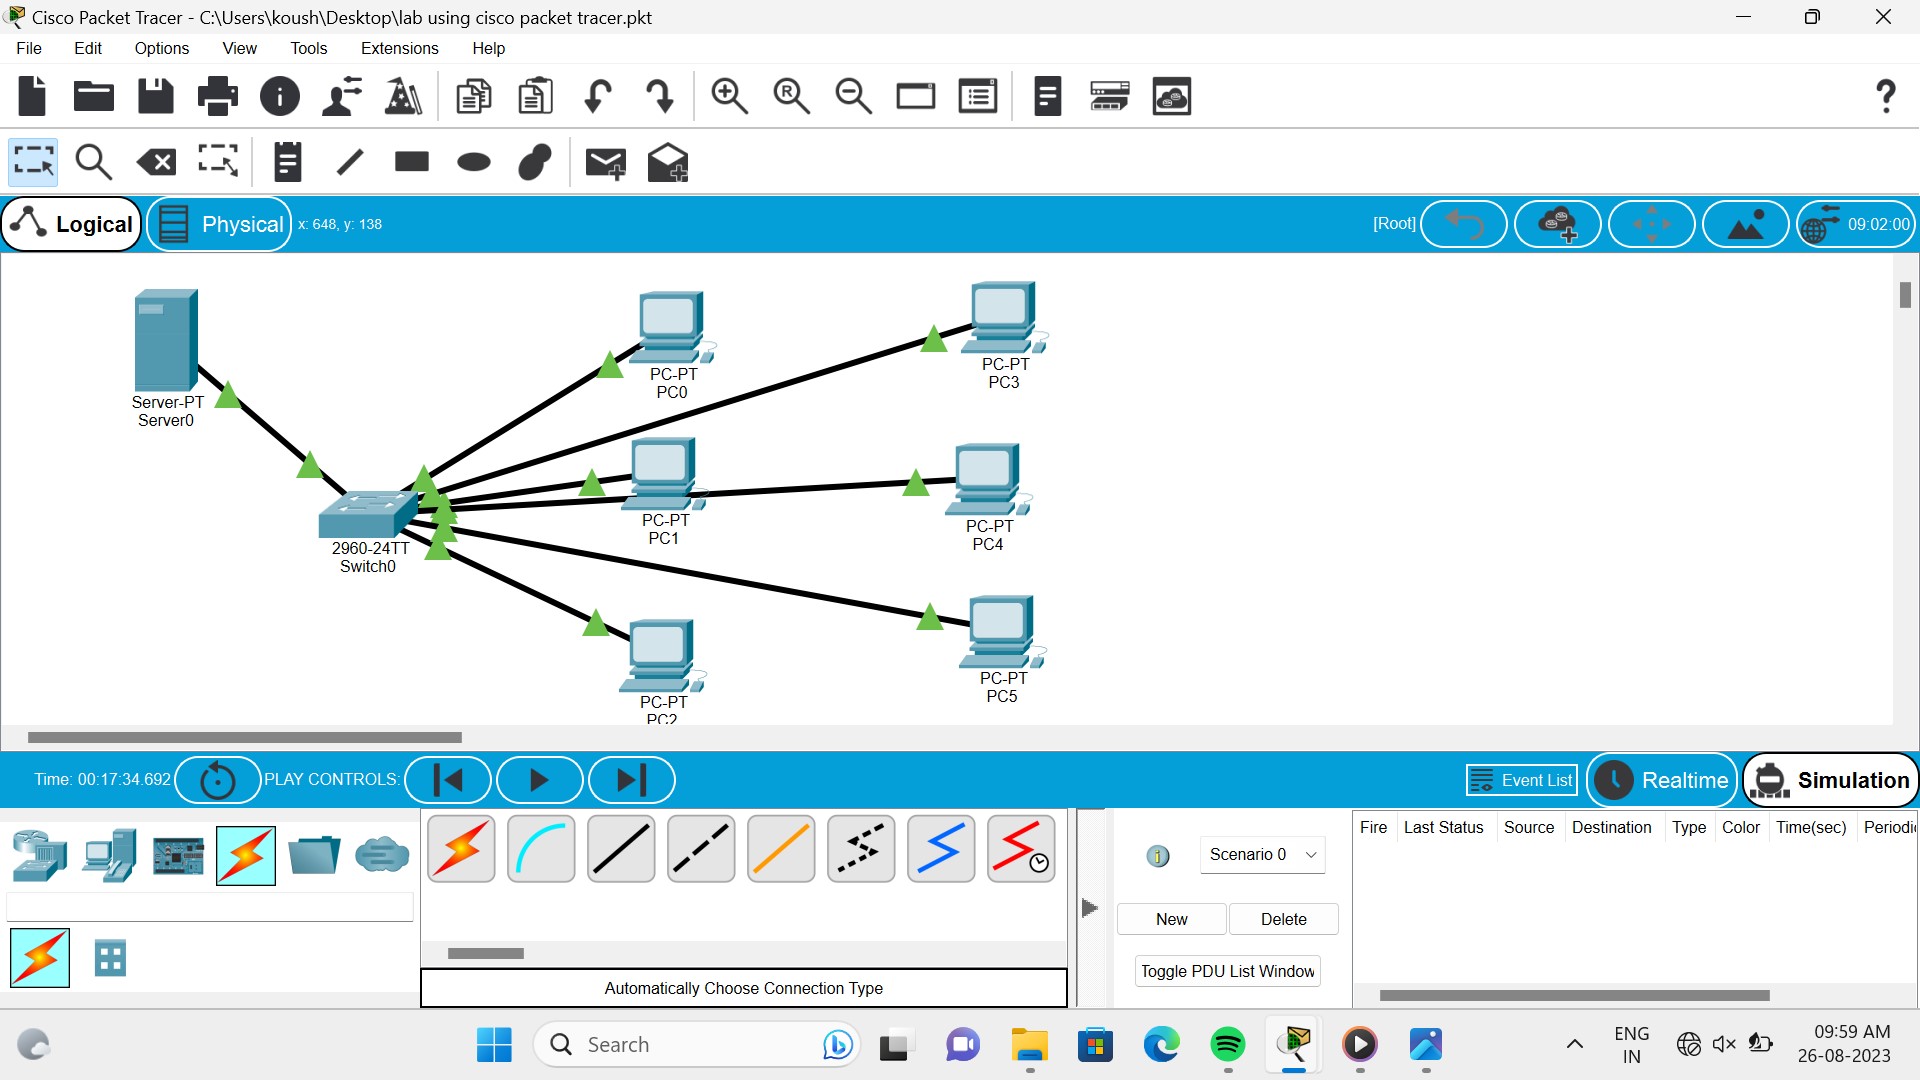 Cisco Packet Tracer - C:\Users\koush\Desktop\lab using cisco packet tracer.pkt
File Edit Options View Tools Extensions Help
R
?
Logical Physical x: 648, y: 138 [Root] 09:02:00
Server-PT
Server0
PC-PT
PC0
PC-PT
PC3
PC-PT
PC1
PC-PT
PC4
2960-24TT
Switch0
PC-PT
PC2
PC-PT
PC5
Time: 00:17:34.692 PLAY CONTROLS: Event List Realtime Simulation
Scenario 0
New Delete
Toggle PDU List Window
Fire Last Status Source Destination Type Color Time(sec) Periodi
Automatically Choose Connection Type
Search
ENG
IN
09:59 AM
26-08-2023